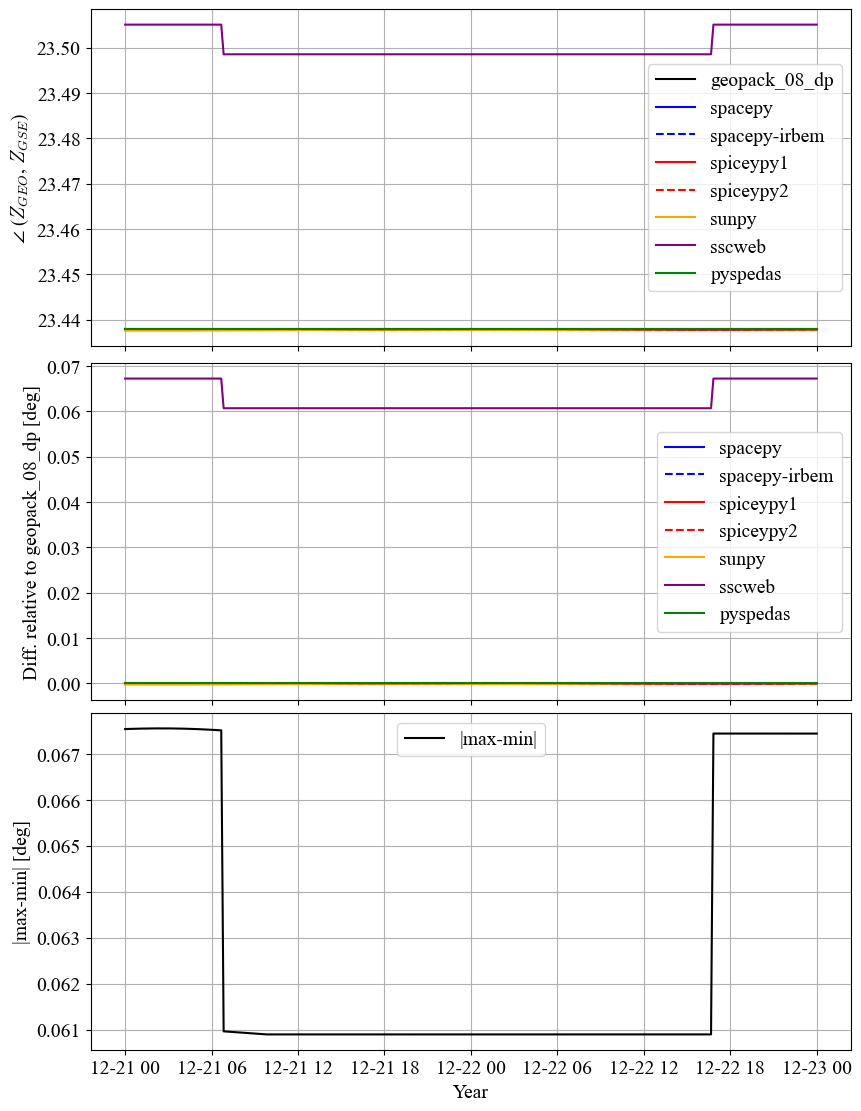 23.50
23.49
23.48
23.47
23.46
23.45
23.44
∠ (Z_{GEO}, Z_{GSE})
geopack_08_dp
spacepy
spacepy-irbem
spiceypy1
spiceypy2
sunpy
sscweb
pyspedas
0.07
0.06
0.05
0.04
0.03
0.02
0.01
0.00
Diff. relative to geopack_08_dp [deg]
spacepy
spacepy-irbem
spiceypy1
spiceypy2
sunpy
sscweb
pyspedas
0.067
0.066
0.065
0.064
0.063
0.062
0.061
|max-min| [deg]
|max-min|
12-21 00 12-21 06 12-21 12 12-21 18 12-22 00 12-22 06 12-22 12 12-22 18 12-23 00
Year